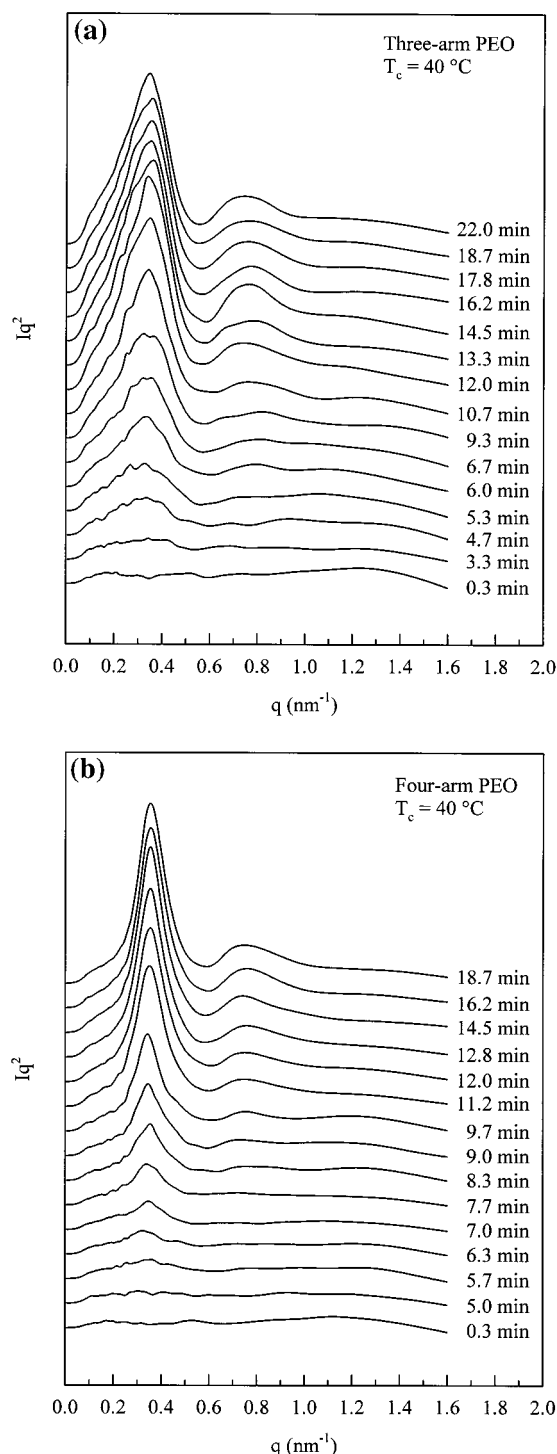 (a)
Three-arm PEO
T_c = 40 °C
Iq²
22.0 min
18.7 min
17.8 min
16.2 min
14.5 min
13.3 min
12.0 min
10.7 min
9.3 min
6.7 min
6.0 min
5.3 min
4.7 min
3.3 min
0.3 min
0.0 0.2 0.4 0.6 0.8 1.0 1.2 1.4 1.6 2.0
q (nm⁻¹)
(b)
Four-arm PEO
T_c = 40 °C
Iq²
18.7 min
16.2 min
14.5 min
12.8 min
12.0 min
11.2 min
9.7 min
9.0 min
8.3 min
7.7 min
7.0 min
6.3 min
5.7 min
5.0 min
0.3 min
0.0 0.2 0.4 0.6 0.8 1.0 1.2 1.4 1.6 2.0
q (nm⁻¹)